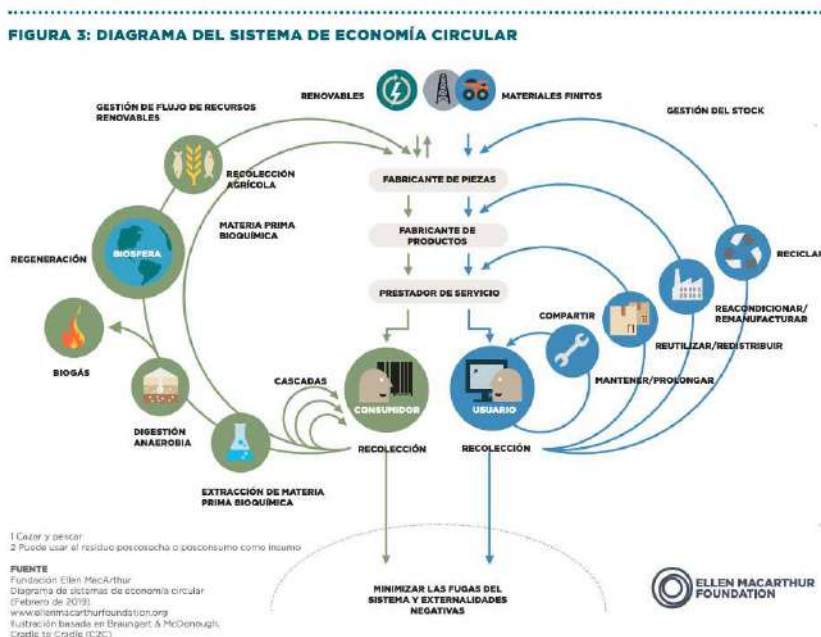 FIGURA 3: DIAGRAMA DEL SISTEMA DE ECONOMÍA CIRCULAR
RENOVABLES
MATERIALES FINITOS
GESTIÓN DE FLUJO DE RECURSOS
RENOVABLES
GESTIÓN DEL STOCK
RECOLECCIÓN
AGRÍCOLA
FABRICANTE DE PIEZAS
MATERIA PRIMA
BIOQUÍMICA
FABRICANTE DE
PRODUCTOS
REGENERACIÓN
BIOSFERA
RECICLAR
PRESTADOR DE SERVICIO
REACONDICIONAR/
REMANUFACTURAR
COMPARTIR
REUTILIZAR/REDISTRIBUIR
BIOGÁS
CASCADAS
MANTENER/PROLONGAR
CONSUMIDOR
USUARIO
DIGESTIÓN
ANAEROBIA
RECOLECCIÓN
RECOLECCIÓN
EXTRACCIÓN DE MATERIA
PRIMA BIOQUÍMICA
1 Cazar y pescar
2 Puede usar el residuo poscosecha o posconsumo como insumo
FUENTE
Fundación Ellen MacArthur
Diagrama de sistemas de economía circular
(Febrero de 2019)
www.ellenmacarthurfoundation.org
Ilustración basada en Braungart & McDonough,
Cradle to Cradle (C2C)
MINIMIZAR LAS FUGAS DEL
SISTEMA Y EXTERNALIDADES
NEGATIVAS
ELLEN MACARTHUR
FOUNDATION